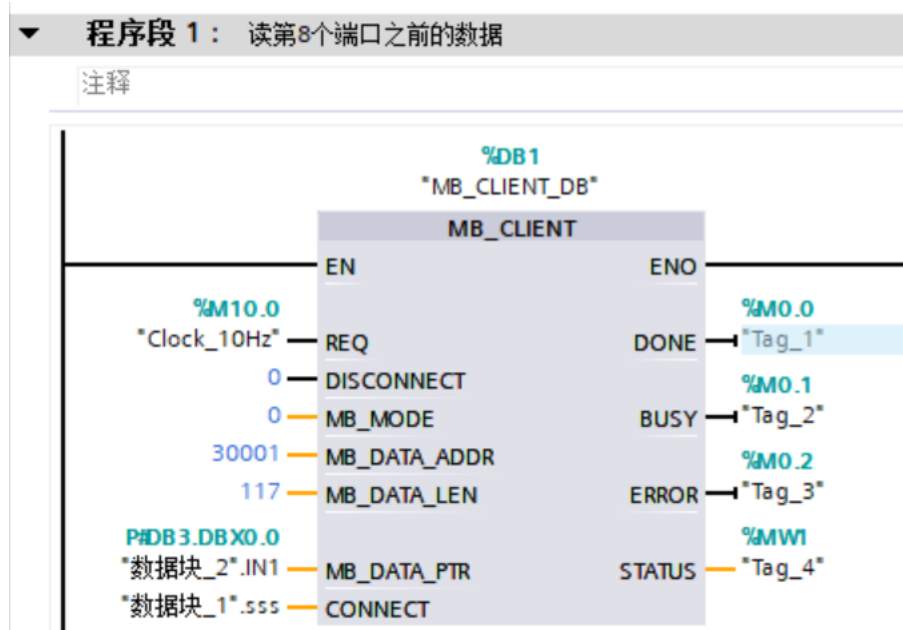 程序段 1： 读第8个端口之前的数据
注释
%DB1
"MB_CLIENT_DB"
MB_CLIENT
EN ENO
%M10.0 %M0.0
"Clock_10Hz" REQ DONE "Tag_1"
0 DISCONNECT %M0.1
0 MB_MODE BUSY "Tag_2"
30001 MB_DATA_ADDR %M0.2
117 MB_DATA_LEN ERROR "Tag_3"
P#DB3.DBX0.0 %MW1
"数据块_2".IN1 MB_DATA_PTR STATUS "Tag_4"
"数据块_1".sss CONNECT